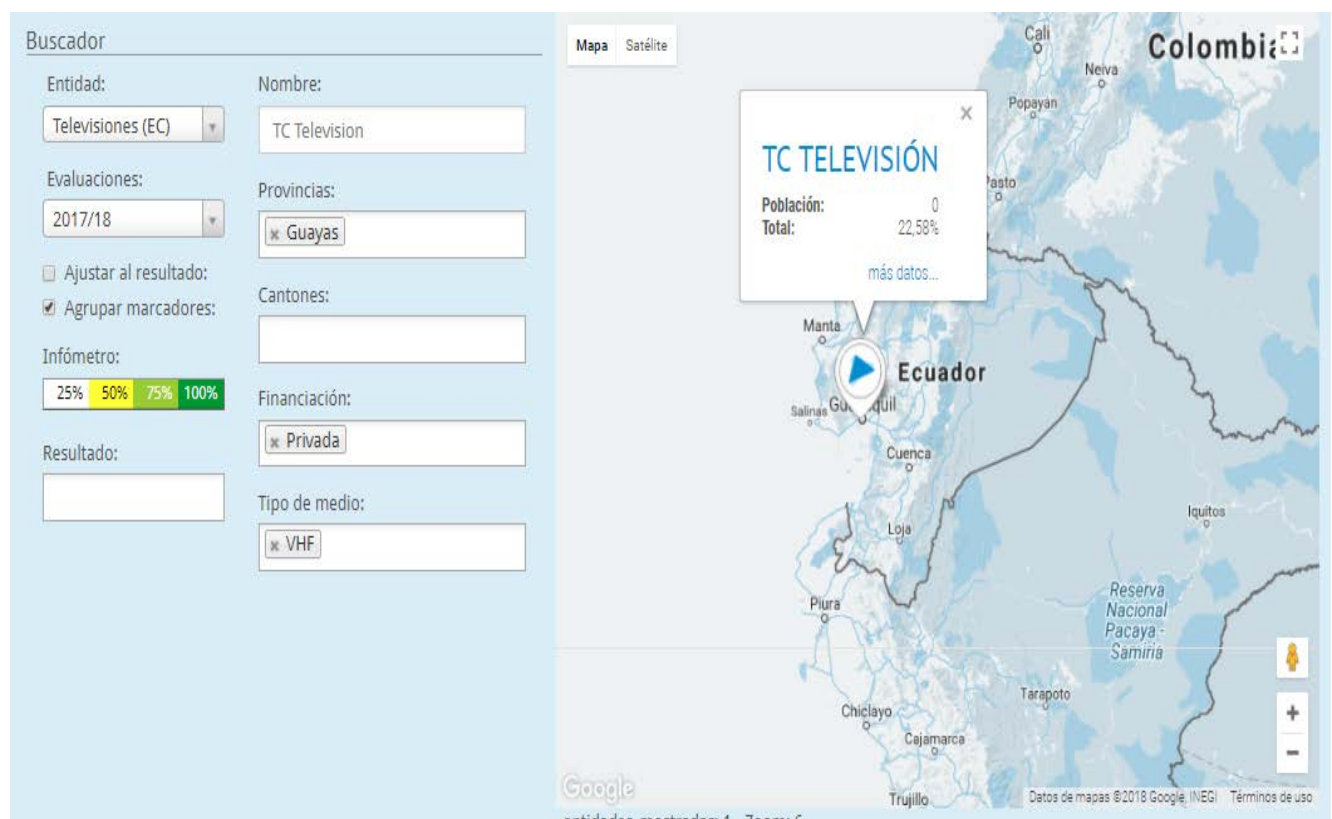 Buscador
Entidad:
Televisiones (EC)
Evaluaciones:
2017/18
Ajustar al resultado:
Agrupar marcadores:
Infómetro:
25% 50% 75% 100%
Resultado:
Nombre:
TC Television
Provincias:
× Guayas
Cantones:
Financiación:
× Privada
Tipo de medio:
× VHF
Mapa Satélite
Cali
Colombia
Neiva
Popayan
×
TC TELEVISIÓN
Pasto
Población: 0
Total: 22,58%
más datos...
Manta
Ecuador
Salinas
Cuenca
Iquitos
Loja
Reserva
Nacional
Pacaya -
Samiria
Piura
Tarapoto
+
Chiclayo
Cajamarca
−
Google
Trujillo
Datos de mapas ©2018 Google, INEGI Términos de uso